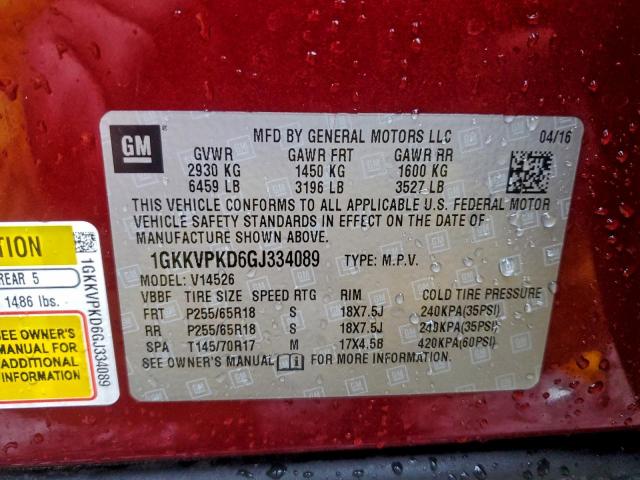 GM
MFD BY GENERAL MOTORS LLC 04/16
GVWR GAWR FRT GAWR RR
2930 KG 1450 KG 1600 KG
6459 LB 3196 LB 3527 LB
THIS VEHICLE CONFORMS TO ALL APPLICABLE U.S. FEDERAL MOTOR
VEHICLE SAFETY STANDARDS IN EFFECT ON THE DATE OF
MANUFACTURE SHOWN ABOVE.
1GKKVPKD6GJ334089 TYPE: M.P.V.
MODEL: V14526
VBBF TIRE SIZE SPEED RTG RIM COLD TIRE PRESSURE
FRT P255/65R18 S 18X7.5J 240KPA(35PSI)
RR P255/65R18 S 18X7.5J 240KPA(35PSI)
SPA T145/70R17 M 17X4.5B 420KPA(60PSI)
SEE OWNER'S MANUAL FOR MORE INFORMATION.
TION
REAR 5
1486 lbs.
SEE OWNER'S
MANUAL FOR
ADDITIONAL
INFORMATION
1GKKVPKD6GJ334089